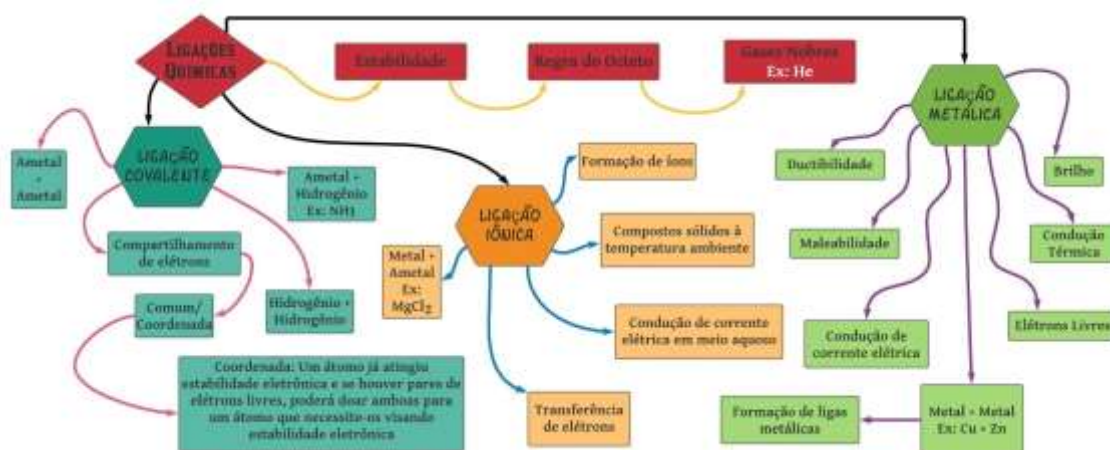 LIGAÇÕES
QUÍMICAS
Estabilidade
Regra do Octeto
Gases Nobres
Ex: He
LIGAÇÃO
METÁLICA
LIGAÇÃO
COVALENTE
Ametal +
Ametal
Ametal +
Hidrogênio
Ex: NH3
Compartilhamento
de elétrons
Comum/
Coordenada
Hidrogênio +
Hidrogênio
Coordenada: Um átomo já atingiu
estabilidade eletrônica e se houver pares de
elétrons livres, poderá doar amboas para
um átomo que necessite-os visando
estabilidade eletrônica
LIGAÇÃO
IÔNICA
Formação de íons
Compostos sólidos à
temperatura ambiente
Metal +
Ametal
Ex:
MgCl₂
Condução de corrente
elétrica em meio aquoso
Transferência
de elétrons
Ductibilidade
Brilho
Maleabilidade
Condução
Térmica
Condução de
corrente elétrica
Elétrons Livres
Formação de ligas
metálicas
Metal + Metal
Ex: Cu + Zn